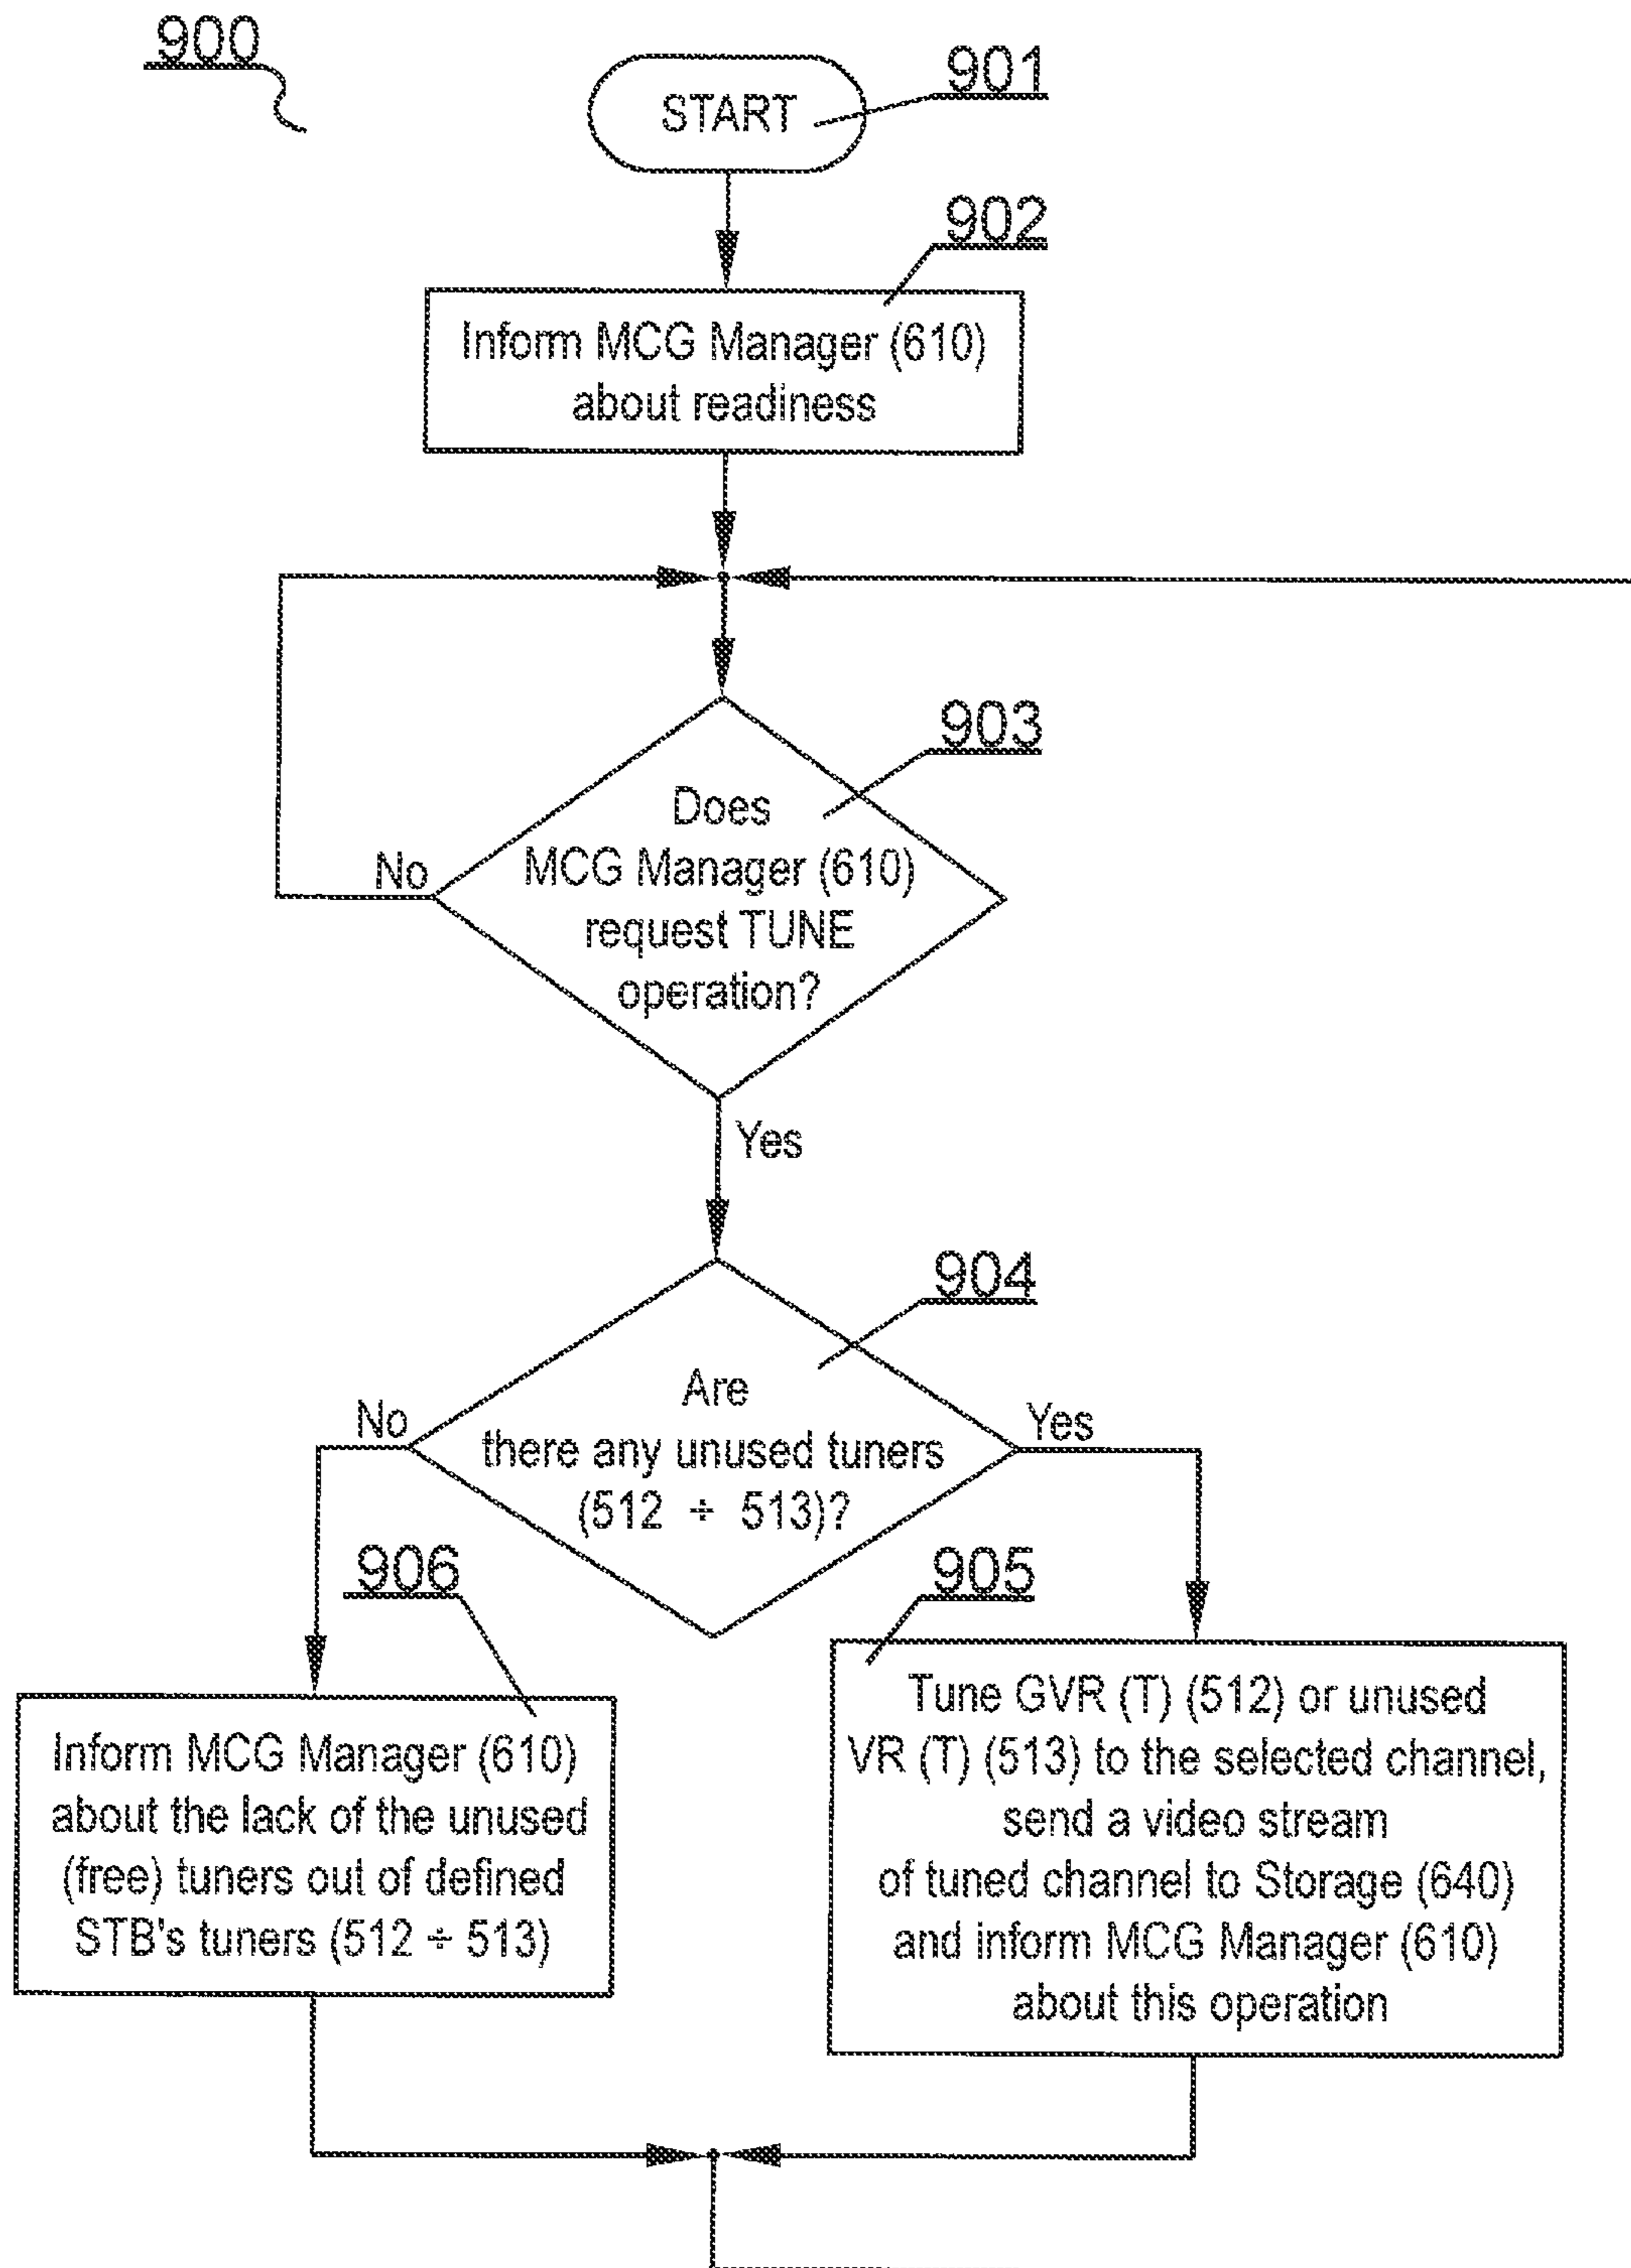 900
START
901
902
Inform MCG Manager (610)
about readiness
903
Does
MCG Manager (610)
request TUNE
operation?
No
Yes
904
Are
there any unused tuners
(512 ÷ 513)?
No
Yes
906
Inform MCG Manager (610)
about the lack of the unused
(free) tuners out of defined
STB's tuners (512 ÷ 513)
905
Tune GVR (T) (512) or unused
VR (T) (513) to the selected channel,
send a video stream
of tuned channel to Storage (640)
and inform MCG Manager (610)
about this operation